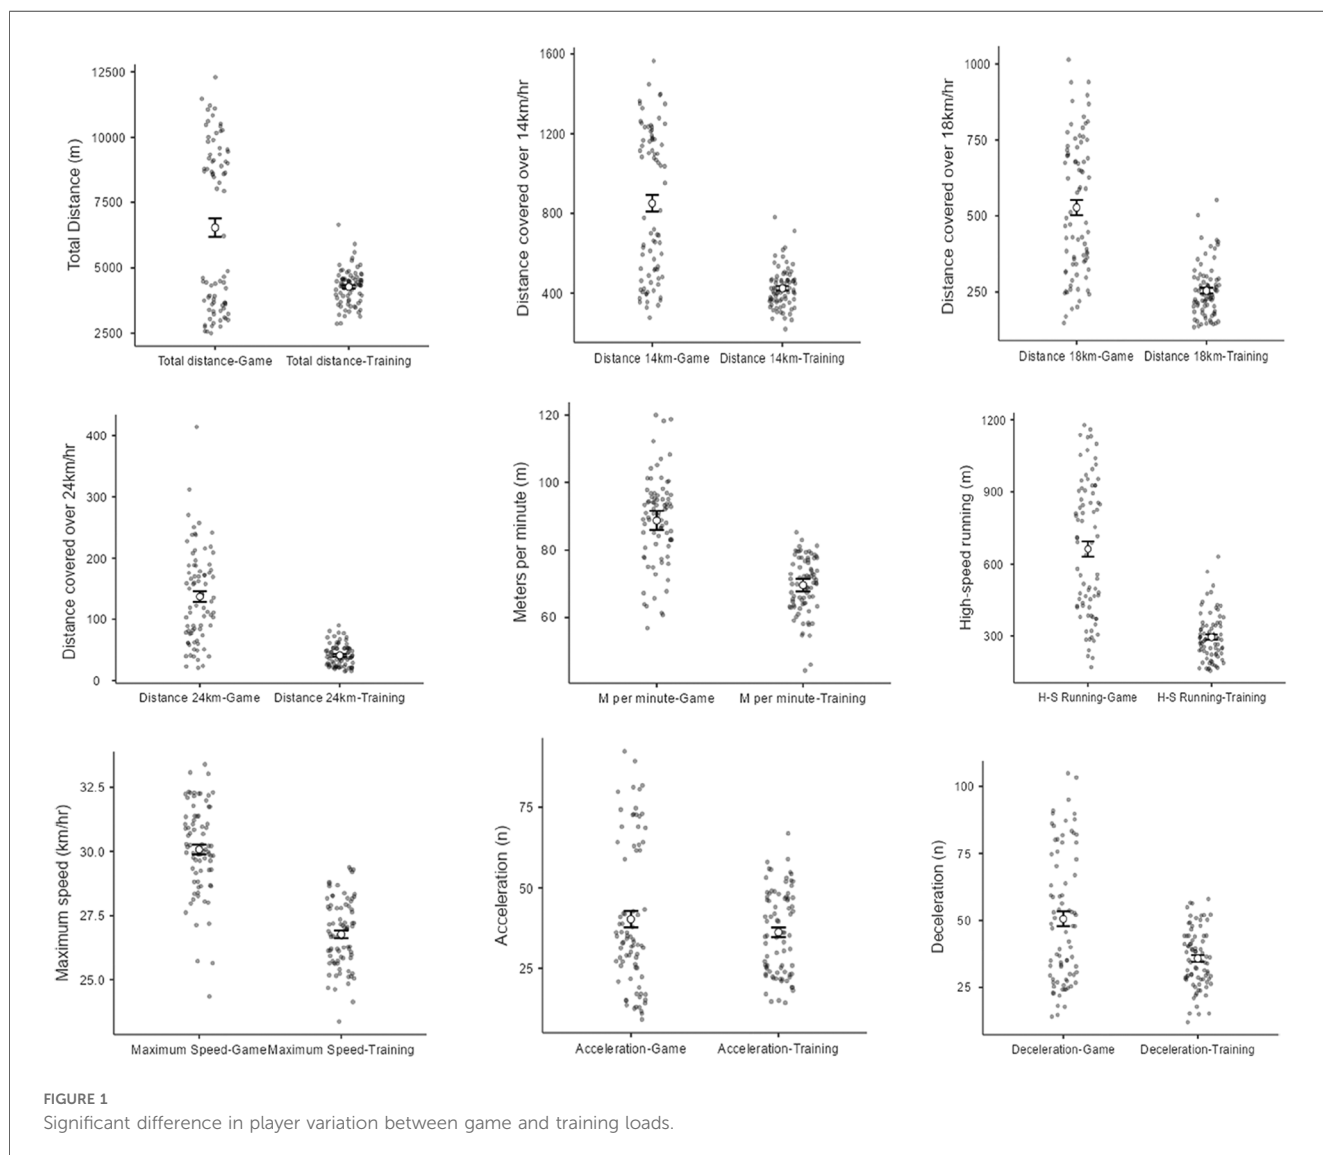 Total Distance (m)
12500
10000
7500
5000
2500
Total distance-Game Total distance-Training
Distance covered over 14km/hr
1600
1200
800
400
Distance 14km-Game Distance 14km-Training
Distance covered over 18km/hr
1000
750
500
250
Distance 18km-Game Distance 18km-Training
Distance covered over 24km/hr
400
300
200
100
0
Distance 24km-Game Distance 24km-Training
Meters per minute (m)
120
100
80
60
M per minute-Game M per minute-Training
High-speed running (m)
1200
900
600
300
H-S Running-Game H-S Running-Training
Maximum speed (km/hr)
32.5
30.0
27.5
25.0
Maximum Speed-Game Maximum Speed-Training
Acceleration (n)
75
50
25
Acceleration-Game Acceleration-Training
Deceleration (n)
100
75
50
25
Deceleration-Game Deceleration-Training
FIGURE 1
Significant difference in player variation between game and training loads.